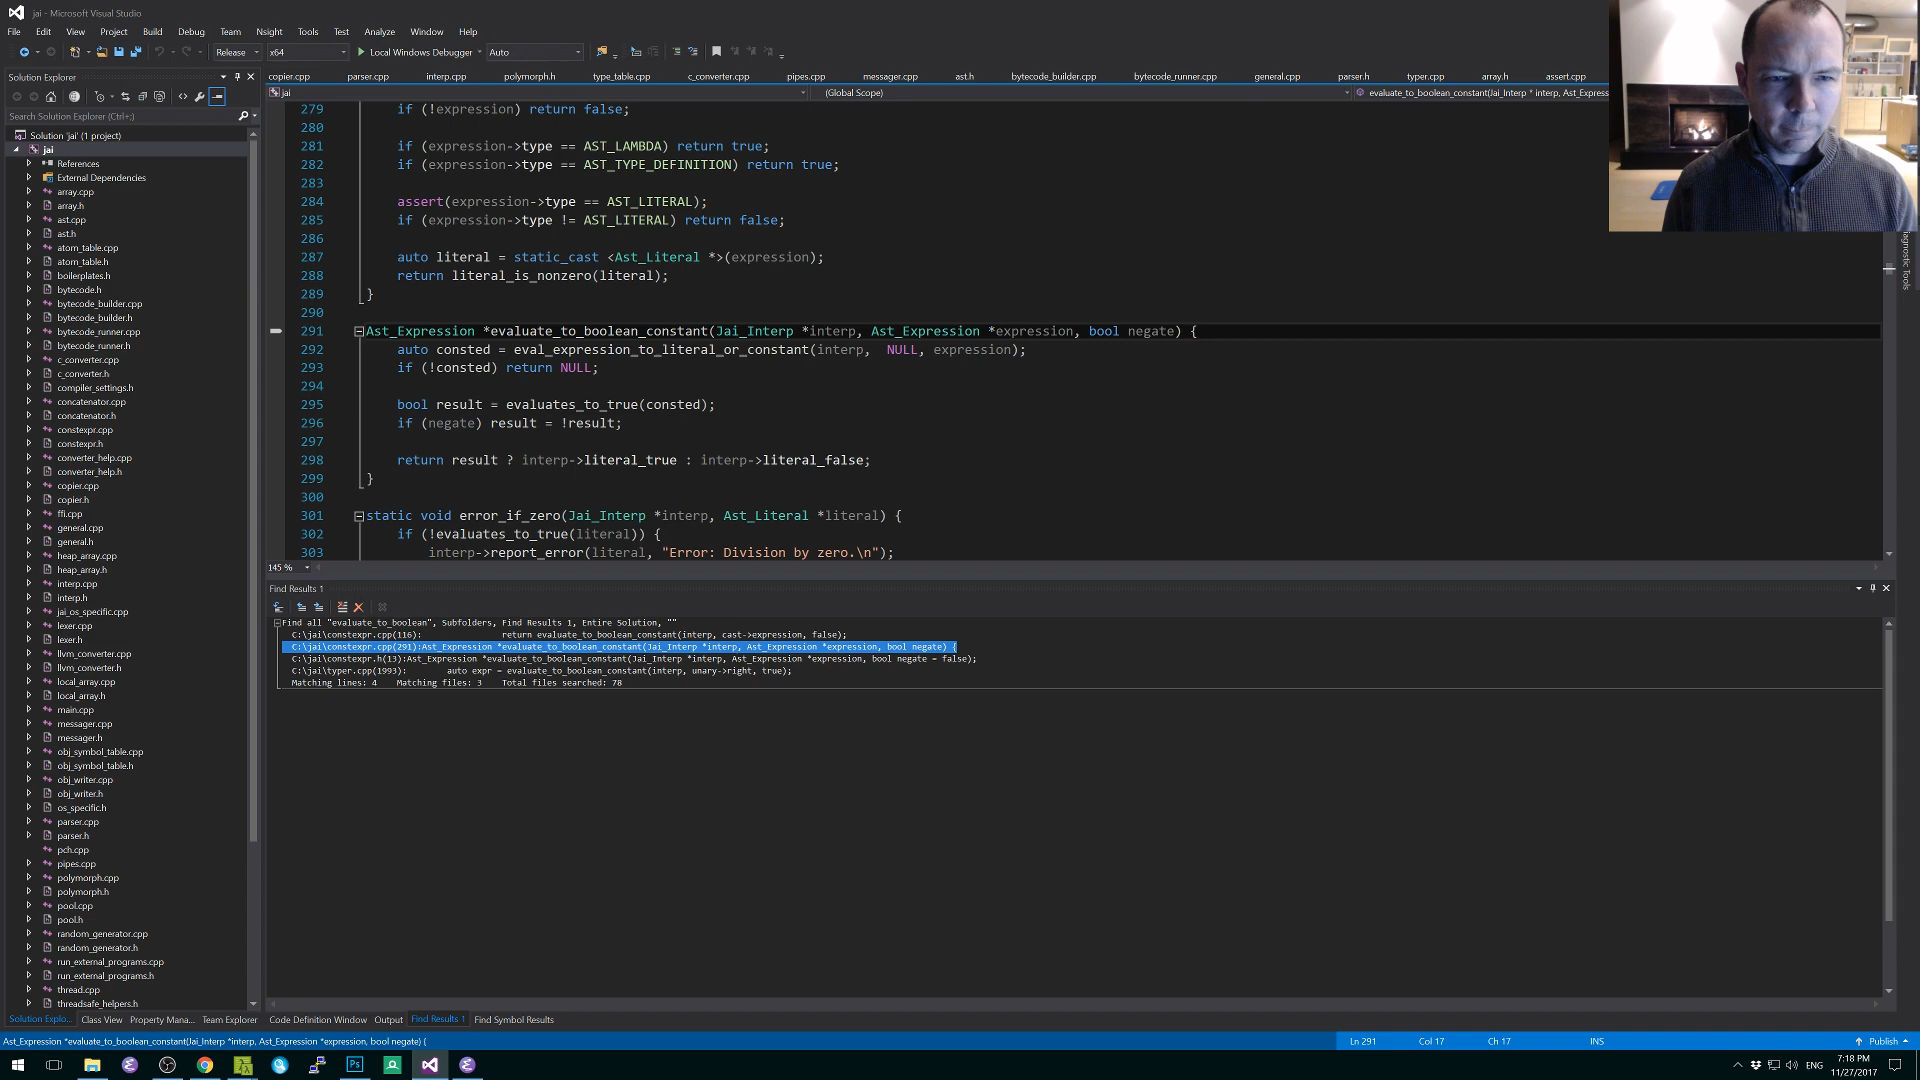 jai - Microsoft Visual Studio
File Edit View Project Build Debug Team Nsight Tools Test Analyze Window Help
Release x64 Local Windows Debugger Auto
Solution Explorer
Search Solution Explorer (Ctrl+;)
Solution 'jai' (1 project)
jai
References
External Dependencies
array.cpp
array.h
ast.cpp
ast.h
atom_table.cpp
atom_table.h
boilerplates.h
bytecode.h
bytecode_builder.cpp
bytecode_builder.h
bytecode_runner.cpp
bytecode_runner.h
c_converter.cpp
c_converter.h
compiler_settings.h
concatenator.cpp
concatenator.h
constexpr.cpp
constexpr.h
converter_help.cpp
converter_help.h
copier.cpp
copier.h
ffi.cpp
general.cpp
general.h
heap_array.cpp
heap_array.h
interp.cpp
interp.h
jai_os_specific.cpp
lexer.cpp
lexer.h
llvm_converter.cpp
llvm_converter.h
local_array.cpp
local_array.h
main.cpp
messager.cpp
messager.h
obj_symbol_table.cpp
obj_symbol_table.h
obj_writer.cpp
obj_writer.h
os_specific.h
parser.cpp
parser.h
pch.cpp
pipes.cpp
polymorph.cpp
polymorph.h
pool.cpp
pool.h
random_generator.cpp
random_generator.h
run_external_programs.cpp
run_external_programs.h
thread.cpp
threadsafe_helpers.h
Solution Explo... Class View Property Mana... Team Explorer
copier.cpp parser.cpp interp.cpp polymorph.h type_table.cpp c_converter.cpp pipes.cpp messager.cpp ast.h bytecode_builder.cpp bytecode_runner.cpp general.cpp parser.h typer.cpp array.h assert.cpp
jai (Global Scope) evaluate_to_boolean_constant(Jai_Interp * interp, Ast_Express
279 if (!expression) return false;
280
281 if (expression->type == AST_LAMBDA) return true;
282 if (expression->type == AST_TYPE_DEFINITION) return true;
283
284 assert(expression->type == AST_LITERAL);
285 if (expression->type != AST_LITERAL) return false;
286
287 auto literal = static_cast <Ast_Literal *>(expression);
288 return literal_is_nonzero(literal);
289 }
290
291 Ast_Expression *evaluate_to_boolean_constant(Jai_Interp *interp, Ast_Expression *expression, bool negate) {
292 auto consted = eval_expression_to_literal_or_constant(interp,  NULL, expression);
293 if (!consted) return NULL;
294
295 bool result = evaluates_to_true(consted);
296 if (negate) result = !result;
297
298 return result ? interp->literal_true : interp->literal_false;
299 }
300
301 static void error_if_zero(Jai_Interp *interp, Ast_Literal *literal) {
302 if (!evaluates_to_true(literal)) {
303 interp->report_error(literal, "Error: Division by zero.\n");
145 %
Diagnostic Tools
Find Results 1
Find all "evaluate_to_boolean", Subfolders, Find Results 1, Entire Solution, ""
C:\jai\constexpr.cpp(116): return evaluate_to_boolean_constant(interp, cast->expression, false);
C:\jai\constexpr.cpp(291):Ast_Expression *evaluate_to_boolean_constant(Jai_Interp *interp, Ast_Expression *expression, bool negate) {
C:\jai\constexpr.h(13):Ast_Expression *evaluate_to_boolean_constant(Jai_Interp *interp, Ast_Expression *expression, bool negate = false);
C:\jai\typer.cpp(1993): auto expr = evaluate_to_boolean_constant(interp, unary->right, true);
Matching lines: 4 Matching files: 3 Total files searched: 78
Code Definition Window Output Find Results 1 Find Symbol Results
Ast_Expression *evaluate_to_boolean_constant(Jai_Interp *interp, Ast_Expression *expression, bool negate) { Ln 291 Col 17 Ch 17 INS Publish
Ps ENG 7:18 PM
11/27/2017